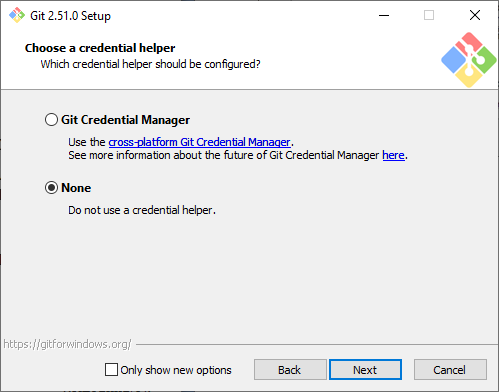 Git 2.51.0 Setup
Choose a credential helper
Which credential helper should be configured?
Git Credential Manager
Use the cross-platform Git Credential Manager.
See more information about the future of Git Credential Manager here.
None
Do not use a credential helper.
https://gitforwindows.org/
Only show new options
Back
Next
Cancel